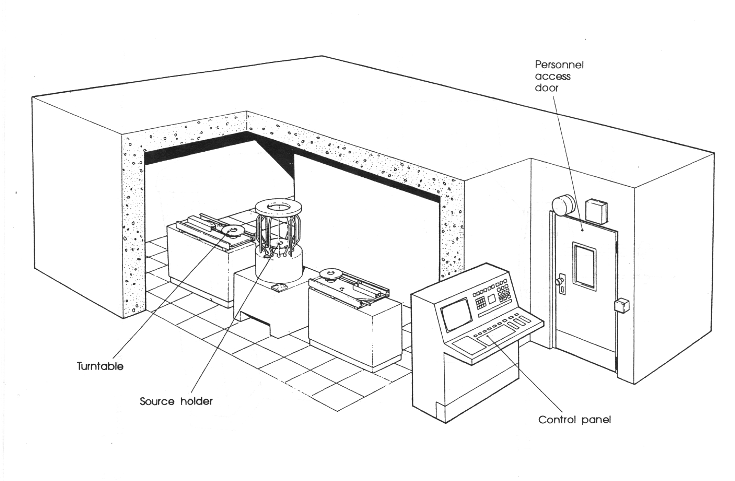 Personnel
access
door
Turntable
Source holder
Control panel